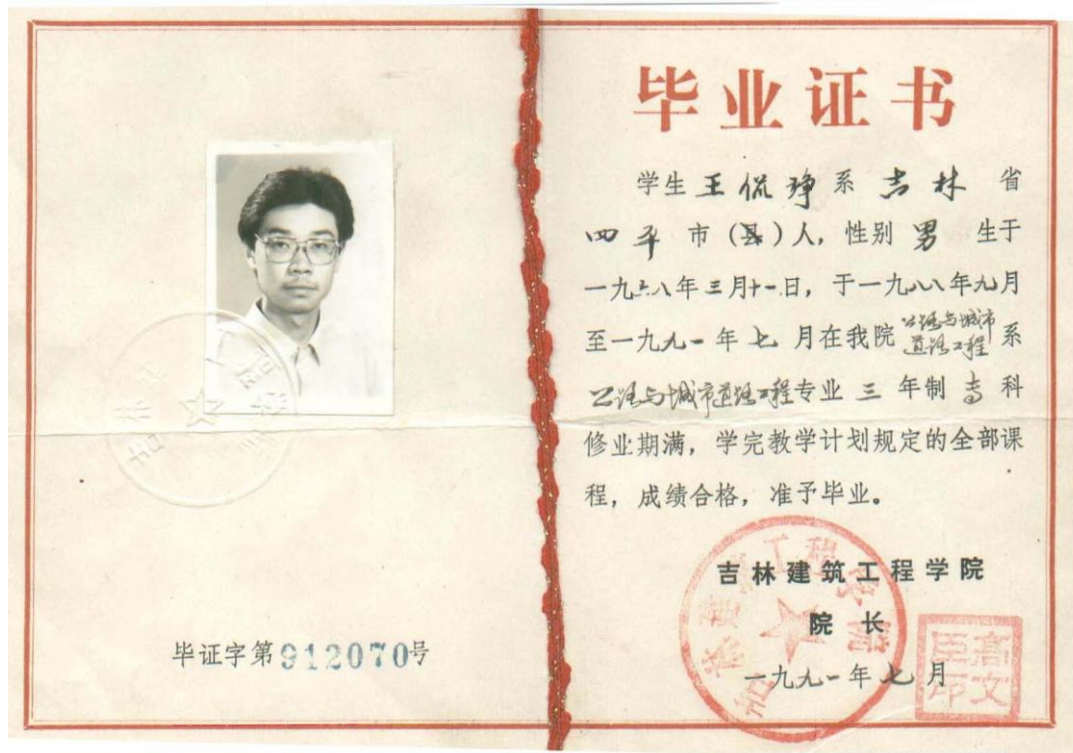 毕业证书
学生王侃琤系吉林省
四平市(县)人,性别男 生于
一九六八年三月十一日,于一九八八年九月
至一九九一年七月在我院公路与城市道路工程系
公路与城市道路工程专业三年制专科
修业期满,学完教学计划规定的全部课
程,成绩合格,准予毕业。
吉林建筑工程学院
院长
一九九一年七月
毕证字第912070号